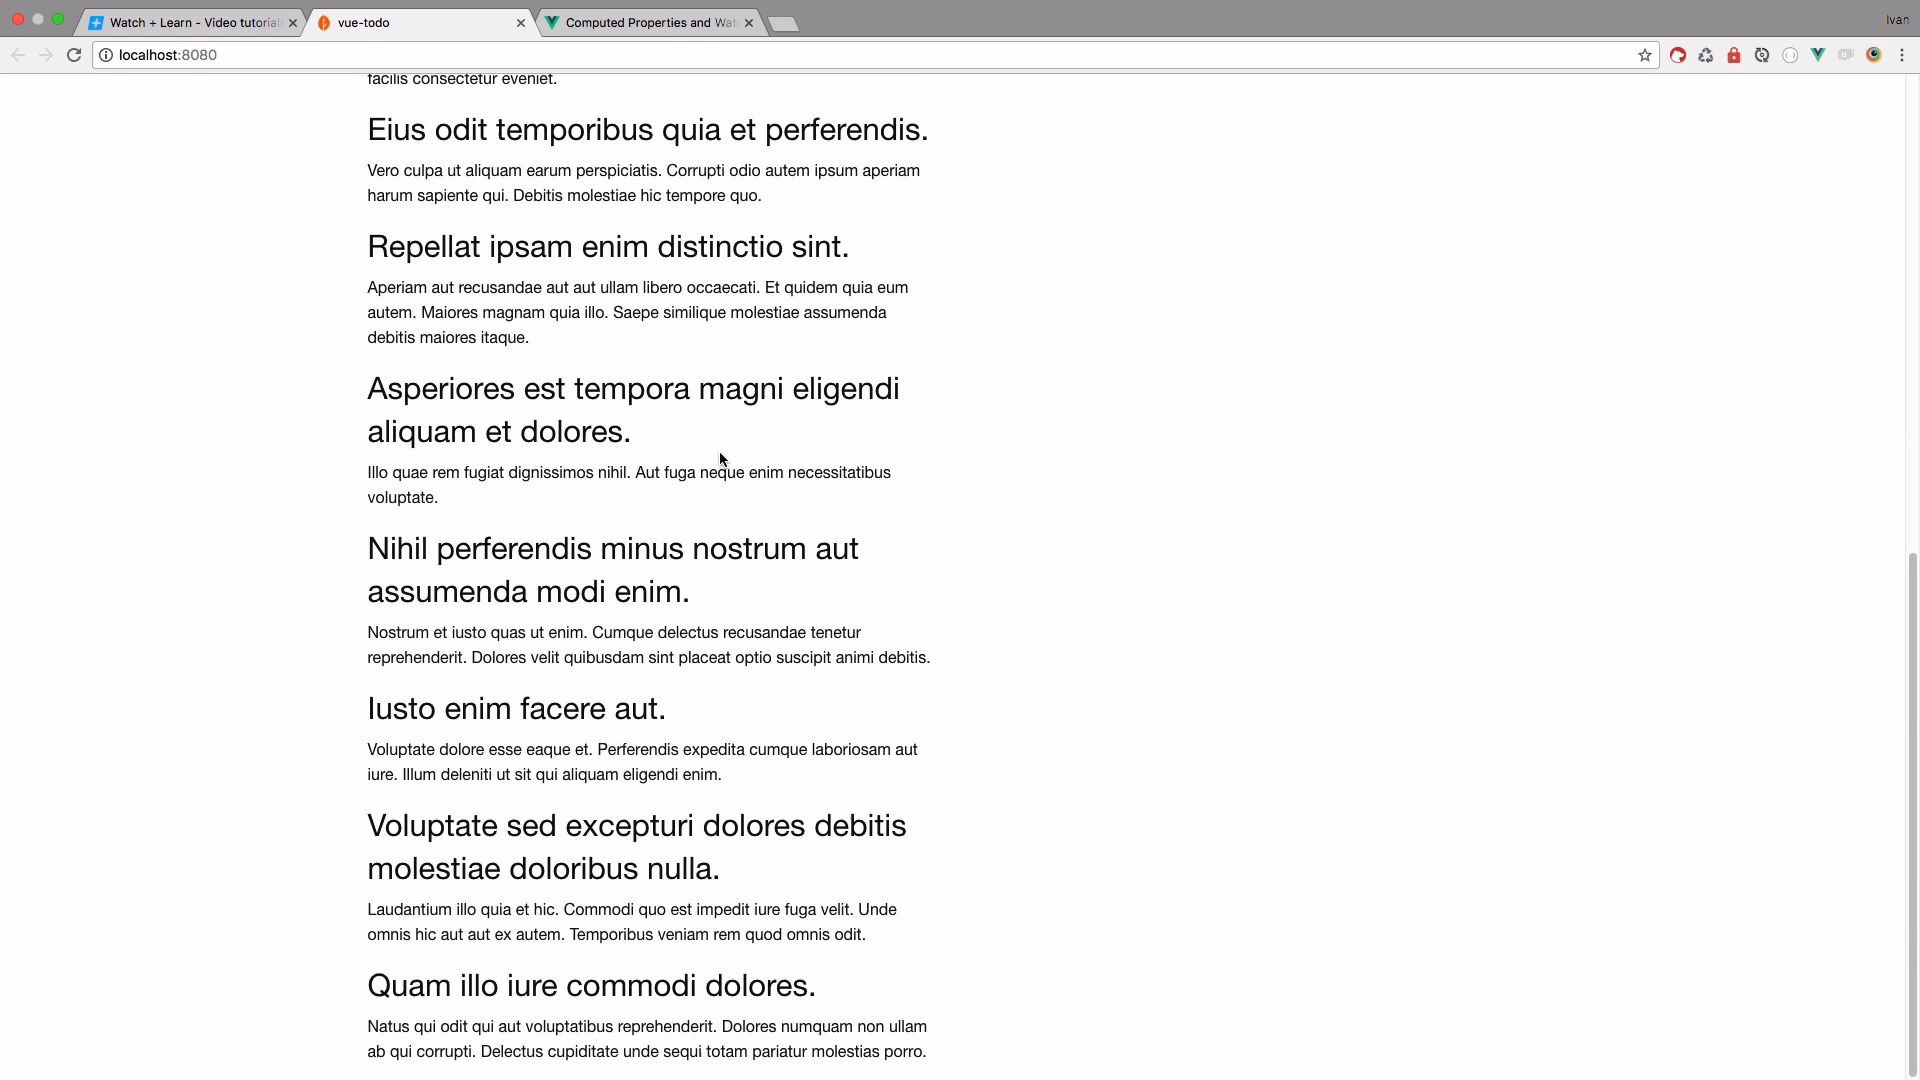 Watch + Learn - Video tutorials
vue-todo
Computed Properties and Wat
Ivan
localhost:8080
facilis consectetur eveniet.
Eius odit temporibus quia et perferendis.
Vero culpa ut aliquam earum perspiciatis. Corrupti odio autem ipsum aperiam
harum sapiente qui. Debitis molestiae hic tempore quo.
Repellat ipsam enim distinctio sint.
Aperiam aut recusandae aut aut ullam libero occaecati. Et quidem quia eum
autem. Maiores magnam quia illo. Saepe similique molestiae assumenda
debitis maiores itaque.
Asperiores est tempora magni eligendi
aliquam et dolores.
Illo quae rem fugiat dignissimos nihil. Aut fuga neque enim necessitatibus
voluptate.
Nihil perferendis minus nostrum aut
assumenda modi enim.
Nostrum et iusto quas ut enim. Cumque delectus recusandae tenetur
reprehenderit. Dolores velit quibusdam sint placeat optio suscipit animi debitis.
Iusto enim facere aut.
Voluptate dolore esse eaque et. Perferendis expedita cumque laboriosam aut
iure. Illum deleniti ut sit qui aliquam eligendi enim.
Voluptate sed excepturi dolores debitis
molestiae doloribus nulla.
Laudantium illo quia et hic. Commodi quo est impedit iure fuga velit. Unde
omnis hic aut aut ex autem. Temporibus veniam rem quod omnis odit.
Quam illo iure commodi dolores.
Natus qui odit qui aut voluptatibus reprehenderit. Dolores numquam non ullam
ab qui corrupti. Delectus cupiditate unde sequi totam pariatur molestias porro.